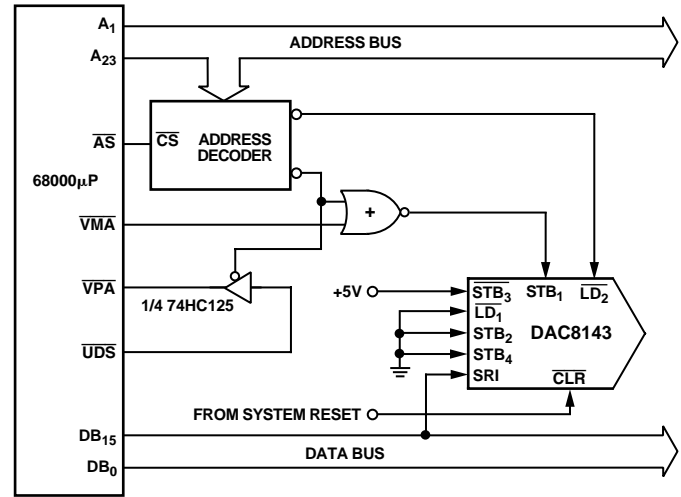 A1
ADDRESS BUS
A23
AS
CS
ADDRESS
DECODER
68000μP
VMA
+
VPA
1/4 74HC125
+5V
STB3
STB1
LD2
LD1
UDS
STB2
DAC8143
STB4
SRI
CLR
FROM SYSTEM RESET
DB15
DATA BUS
DB0